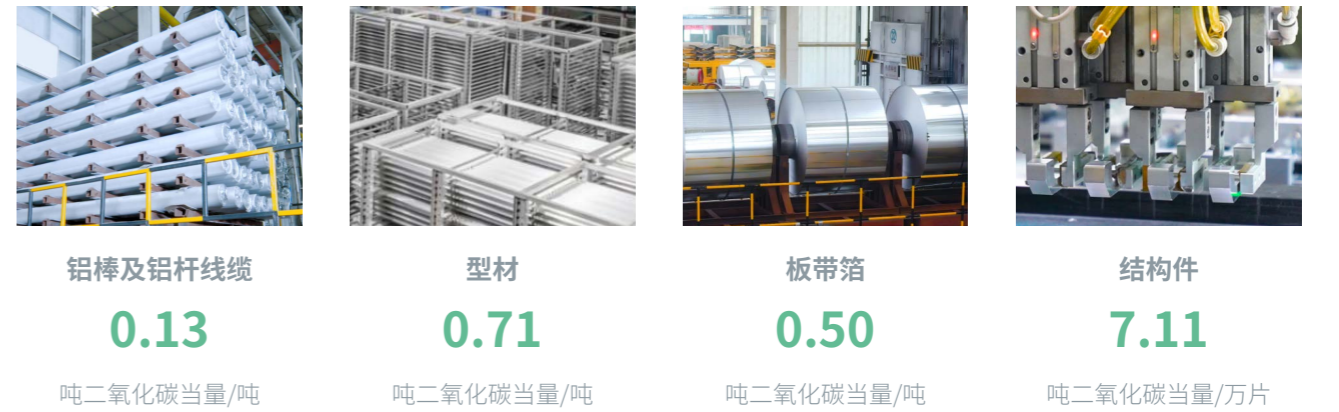 铝棒及铝杆线缆
0.13
吨二氧化碳当量/吨
型材
0.71
吨二氧化碳当量/吨
板带箔
0.50
吨二氧化碳当量/吨
结构件
7.11
吨二氧化碳当量/万片